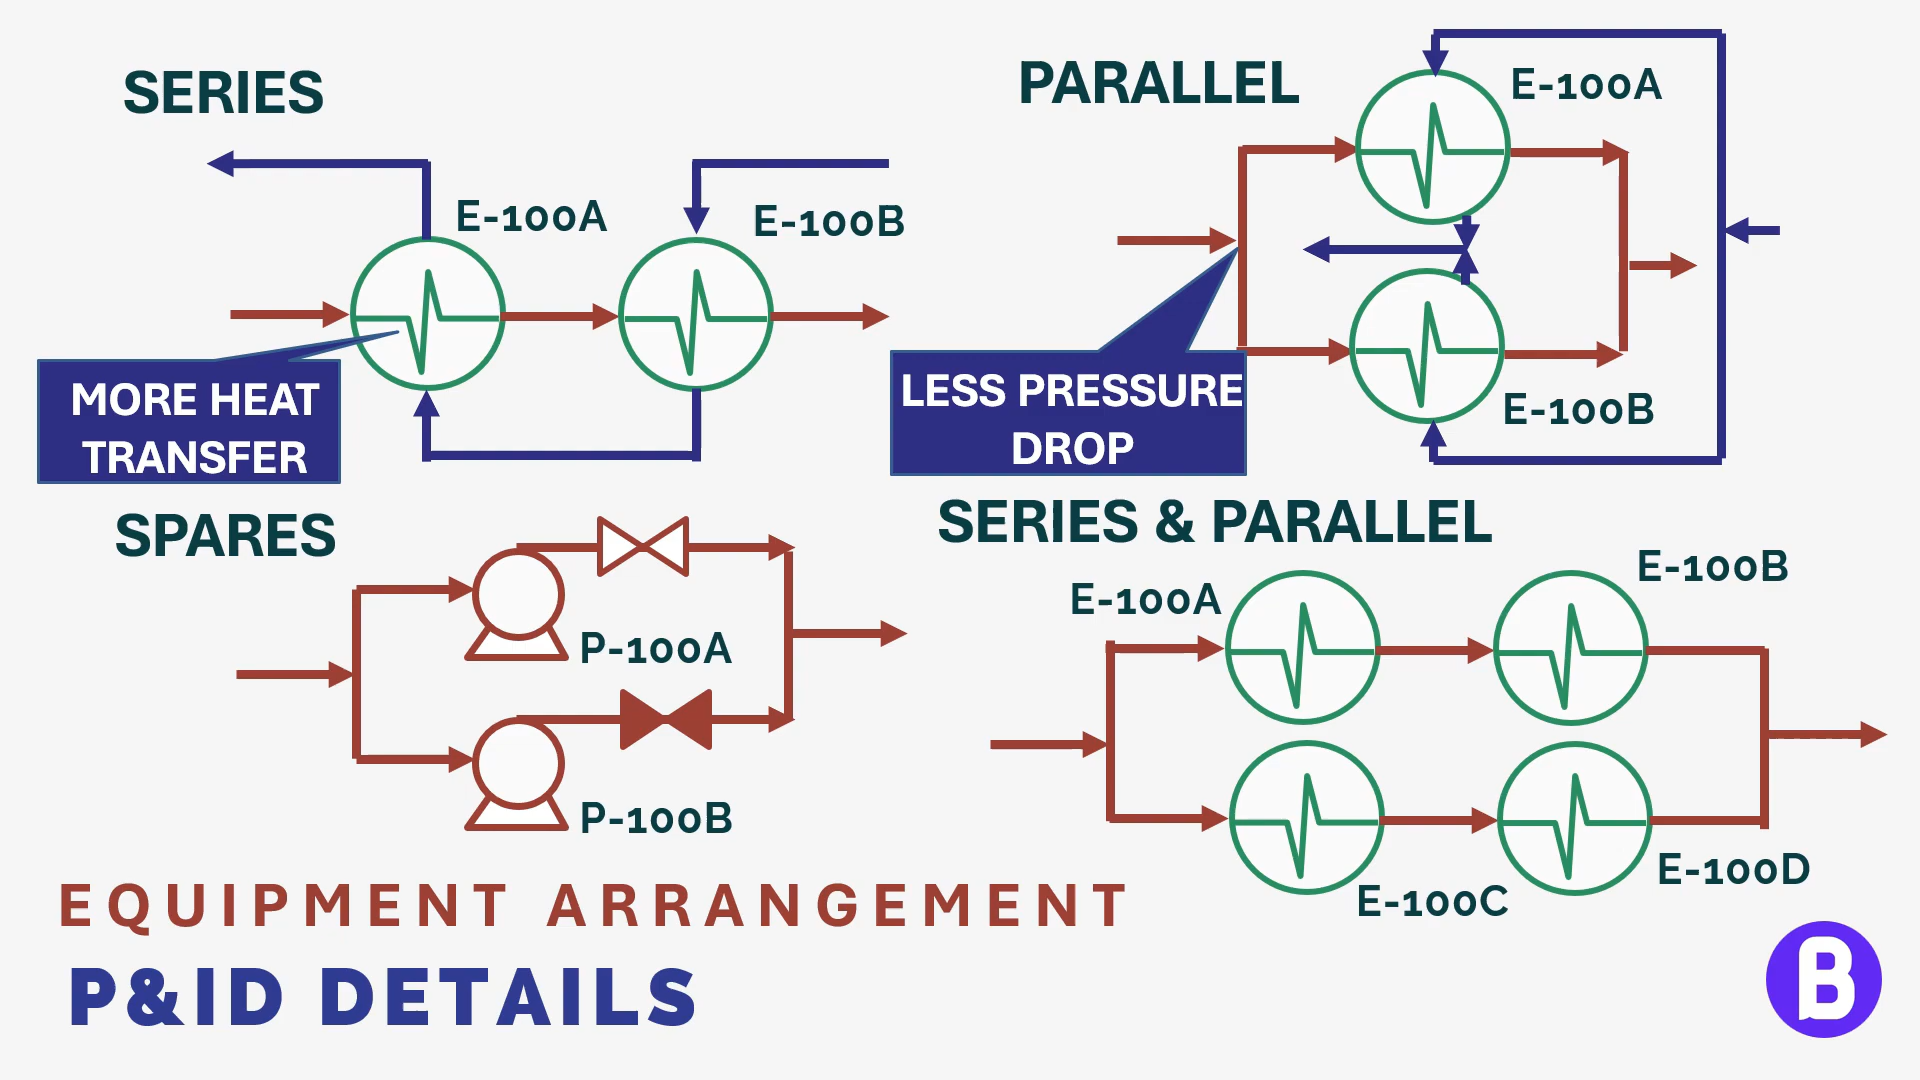 SERIES
E-100A
E-100B
MORE HEAT
TRANSFER
PARALLEL
E-100A
LESS PRESSURE
DROP
E-100B
SPARES
P-100A
P-100B
SERIES & PARALLEL
E-100A
E-100B
E-100C
E-100D
EQUIPMENT ARRANGEMENT
P&ID DETAILS
B